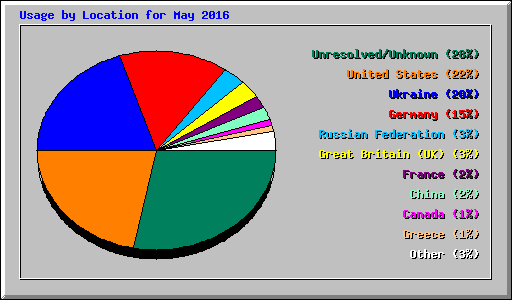 Usage by Location for May 2016
Unresolved/Unknown (28%)
United States (22%)
Ukraine (20%)
Germany (15%)
Russian Federation (3%)
Great Britain (UK) (3%)
France (2%)
China (2%)
Canada (1%)
Greece (1%)
Other (3%)